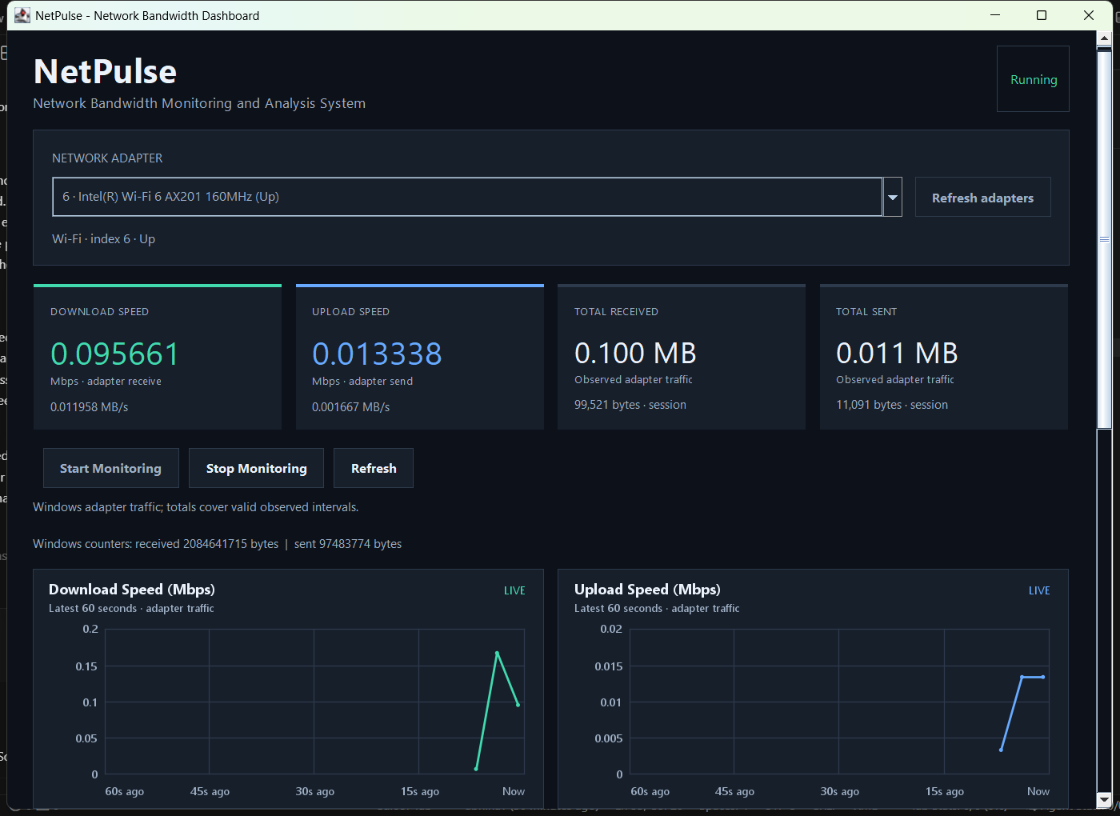 NetPulse - Network Bandwidth Dashboard
NetPulse
Network Bandwidth Monitoring and Analysis System
Running
NETWORK ADAPTER
6 · Intel(R) Wi-Fi 6 AX201 160MHz (Up)
Refresh adapters
Wi-Fi · index 6 · Up
DOWNLOAD SPEED
0.095661
Mbps · adapter receive
0.011958 MB/s
UPLOAD SPEED
0.013338
Mbps · adapter send
0.001667 MB/s
TOTAL RECEIVED
0.100 MB
Observed adapter traffic
99,521 bytes · session
TOTAL SENT
0.011 MB
Observed adapter traffic
11,091 bytes · session
Start Monitoring
Stop Monitoring
Refresh
Windows adapter traffic; totals cover valid observed intervals.
Windows counters: received 2084641715 bytes | sent 97483774 bytes
Download Speed (Mbps)
LIVE
Latest 60 seconds · adapter traffic
0.2
0.15
0.1
0.05
0
60s ago 45s ago 30s ago 15s ago Now
Upload Speed (Mbps)
LIVE
Latest 60 seconds · adapter traffic
0.02
0.015
0.01
0.005
0
60s ago 45s ago 30s ago 15s ago Now